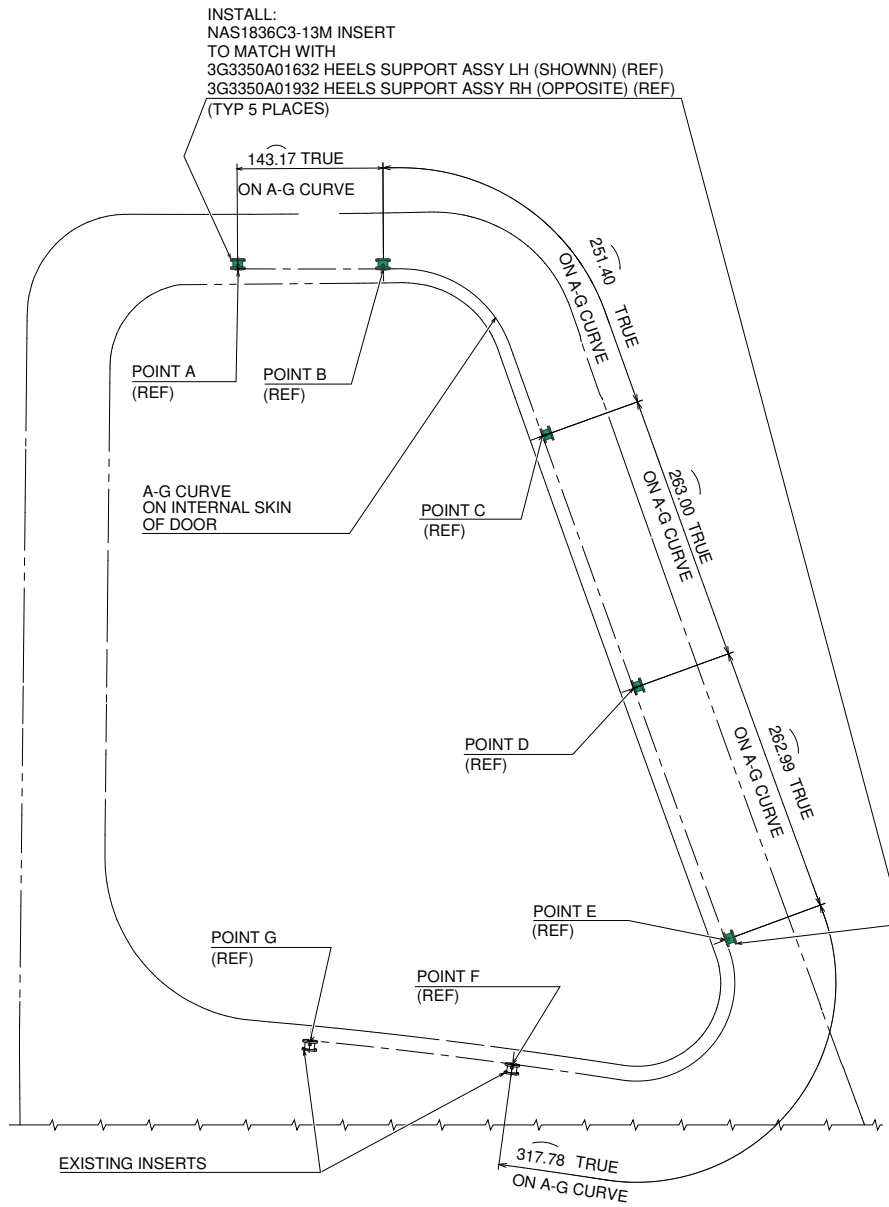 INSTALL:
NAS1836C3-13M INSERT
TO MATCH WITH
3G3350A01632 HEELS SUPPORT ASSY LH (SHOWNN) (REF)
3G3350A01932 HEELS SUPPORT ASSY RH (OPPOSITE) (REF)
(TYP 5 PLACES)
143.17 TRUE
ON A-G CURVE
251.40 TRUE
ON A-G CURVE
POINT A
(REF)
POINT B
(REF)
263.00 TRUE
ON A-G CURVE
A-G CURVE
ON INTERNAL SKIN
OF DOOR
POINT C
(REF)
POINT D
(REF)
262.99 TRUE
ON A-G CURVE
POINT E
(REF)
POINT G
(REF)
POINT F
(REF)
EXISTING INSERTS
317.78 TRUE
ON A-G CURVE